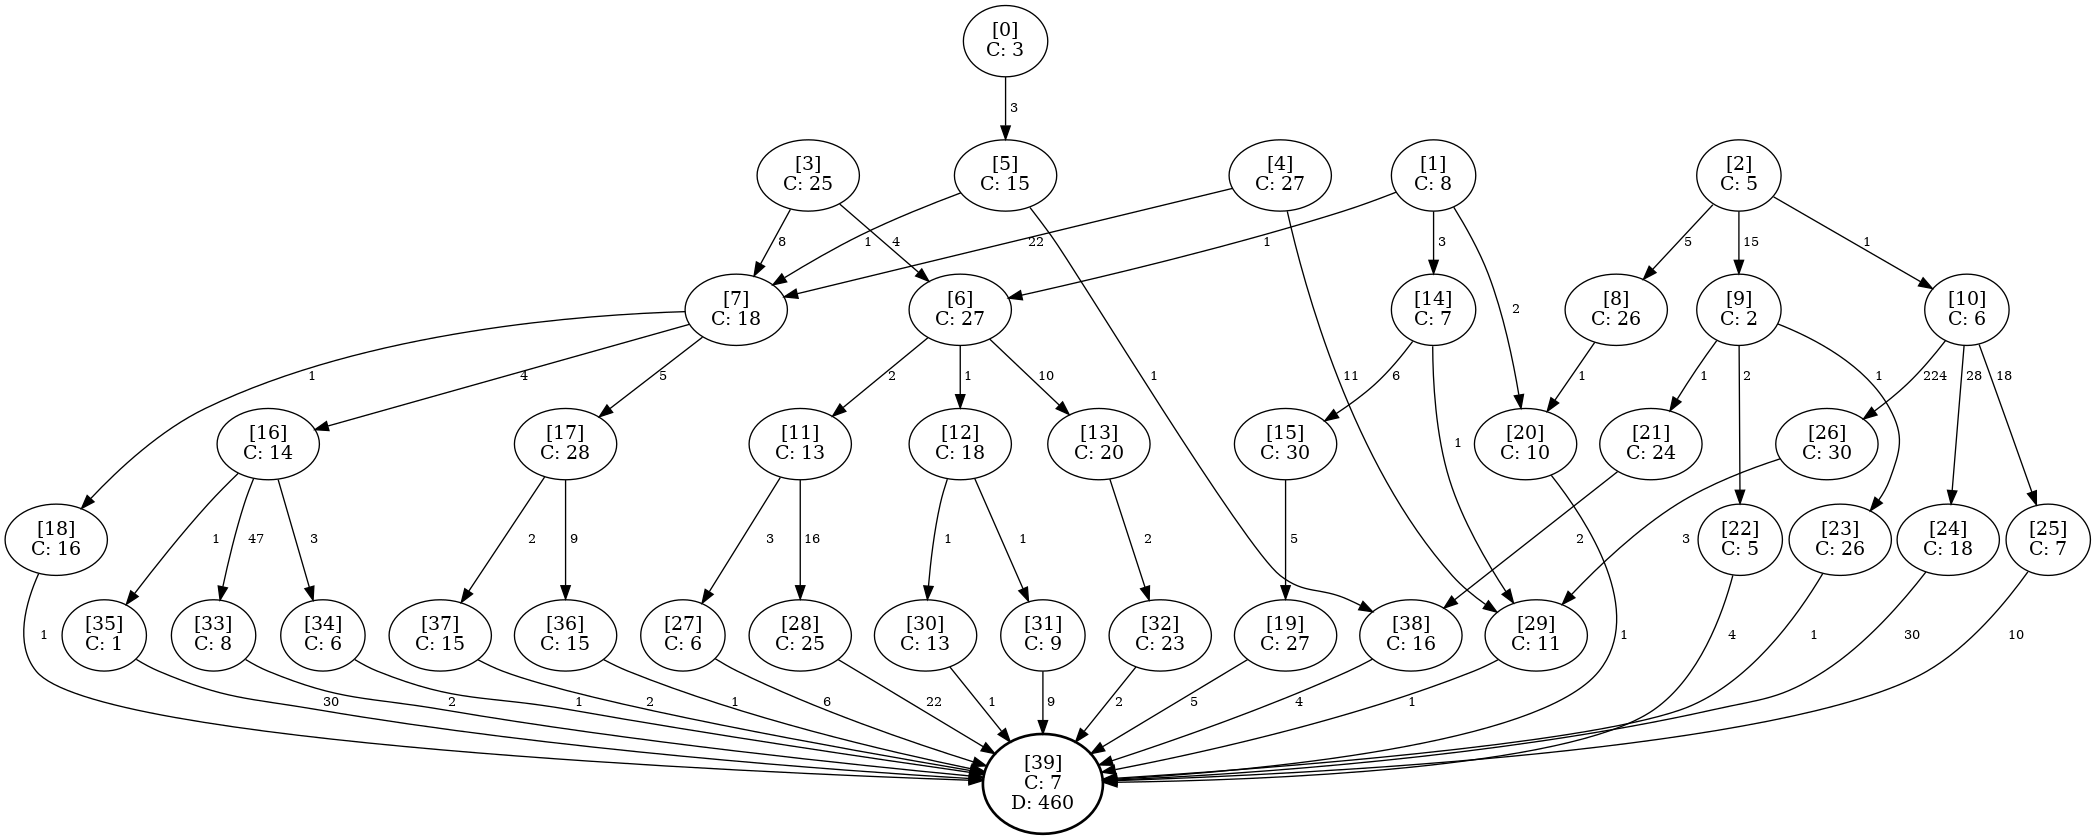 [0]
C: 3
3
[3]
C: 25
[5]
C: 15
[4]
C: 27
[1]
C: 8
[2]
C: 5
8
4
1
22
1
3
5
15
1
[7]
C: 18
[6]
C: 27
[14]
C: 7
2
[8]
C: 26
[9]
C: 2
[10]
C: 6
1
4
5
2
1
10
1
11
6
1
1
2
1
224
28
18
[16]
C: 14
[17]
C: 28
[11]
C: 13
[12]
C: 18
[13]
C: 20
[15]
C: 30
1
[20]
C: 10
[21]
C: 24
[26]
C: 30
[18]
C: 16
1
47
3
2
9
3
16
1
1
2
5
2
3
[22]
C: 5
[23]
C: 26
[24]
C: 18
[25]
C: 7
1
[35]
C: 1
[33]
C: 8
[34]
C: 6
[37]
C: 15
[36]
C: 15
[27]
C: 6
[28]
C: 25
[30]
C: 13
[31]
C: 9
[32]
C: 23
[19]
C: 27
[38]
C: 16
[29]
C: 11
1
4
1
30
10
30
2
1
2
1
6
22
1
9
2
5
4
1
[39]
C: 7
D: 460